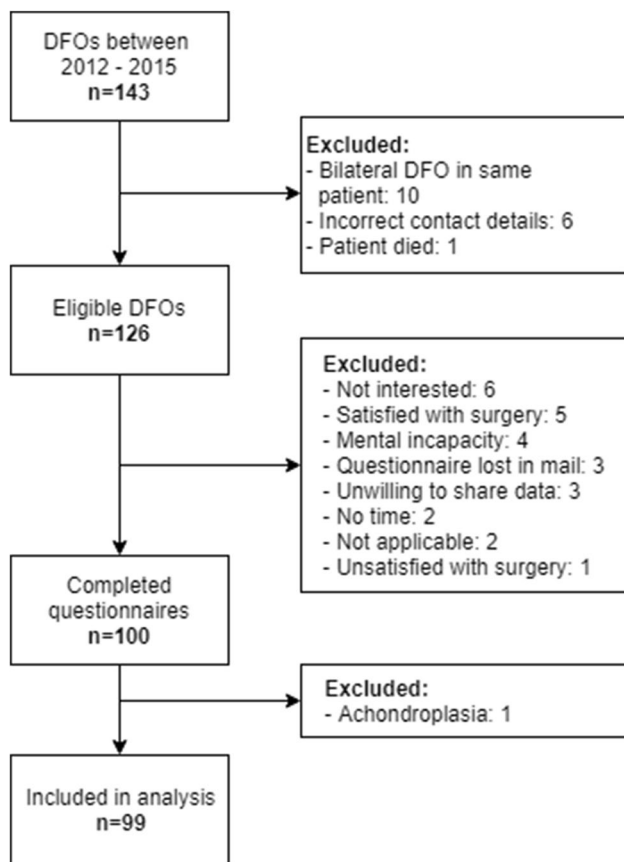 DFOs between
2012 - 2015
n=143
Excluded:
- Bilateral DFO in same
patient: 10
- Incorrect contact details: 6
- Patient died: 1
Eligible DFOs
n=126
Excluded:
- Not interested: 6
- Satisfied with surgery: 5
- Mental incapacity: 4
- Questionnaire lost in mail: 3
- Unwilling to share data: 3
- No time: 2
- Not applicable: 2
- Unsatisfied with surgery: 1
Completed
questionnaires
n=100
Excluded:
- Achondroplasia: 1
Included in analysis
n=99